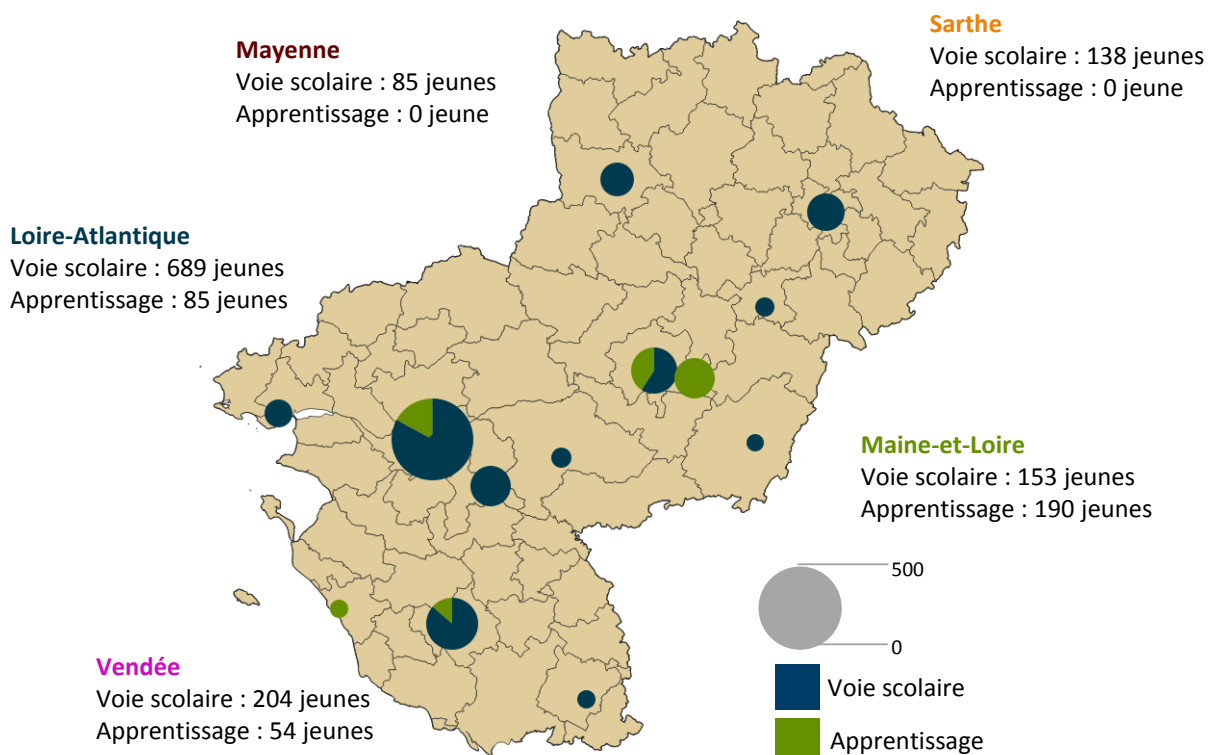 Mayenne
Voie scolaire : 85 jeunes
Apprentissage : 0 jeune
Sarthe
Voie scolaire : 138 jeunes
Apprentissage : 0 jeune
Loire-Atlantique
Voie scolaire : 689 jeunes
Apprentissage : 85 jeunes
Maine-et-Loire
Voie scolaire : 153 jeunes
Apprentissage : 190 jeunes
Vendée
Voie scolaire : 204 jeunes
Apprentissage : 54 jeunes
500
0
Voie scolaire
Apprentissage